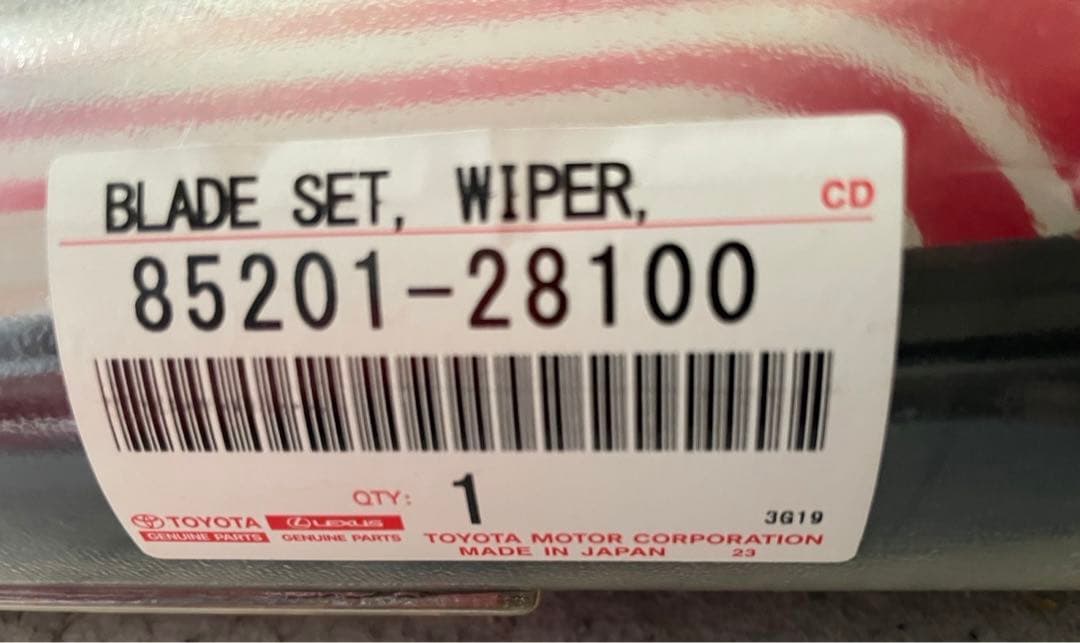 BLADE SET, WIPER,
CD
85201-28100
QTY: 1
3G19
TOYOTA LEXUS
GENUINE PARTS GENUINE PARTS
TOYOTA MOTOR CORPORATION
MADE IN JAPAN 23